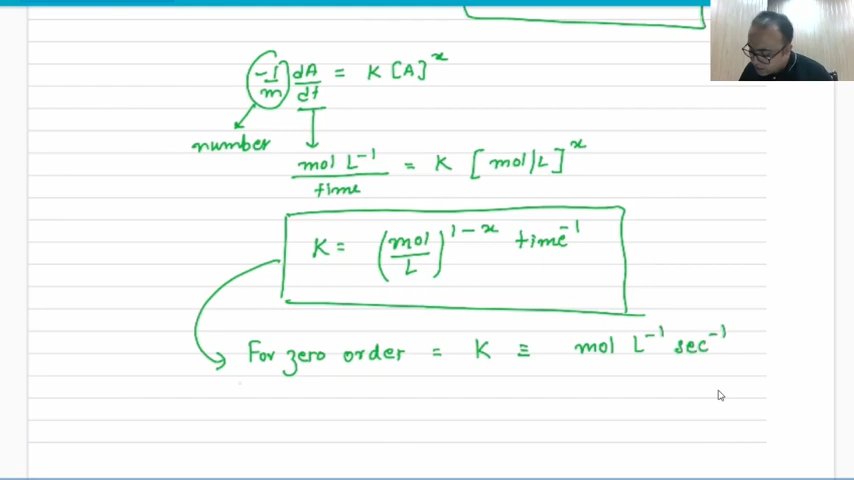 -1/m dA/dt = K [A]^x
number
mol L^-1 / time = K [mol/L]^x
K = (mol/L)^1-x time^-1
For zero order = K ≡ mol L^-1 sec^-1